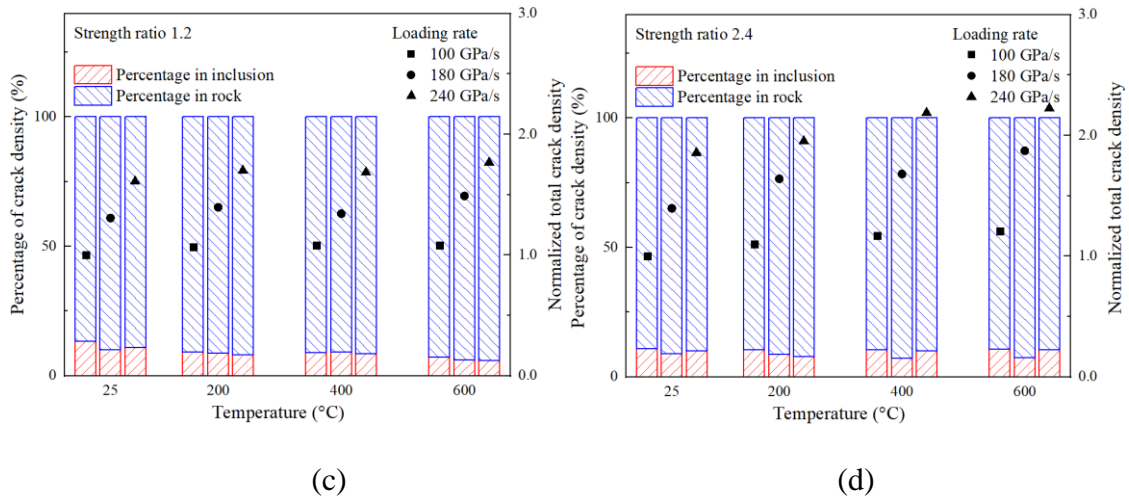 Strength ratio 1.2
Loading rate
100 GPa/s
180 GPa/s
240 GPa/s
Percentage in inclusion
Percentage in rock
Percentage of crack density (%)
100
50
0
3.0
2.0
1.0
0.0
Normalized total crack density
25 200 400 600
Temperature (°C)
(c)
Strength ratio 2.4
Loading rate
100 GPa/s
180 GPa/s
240 GPa/s
Percentage in inclusion
Percentage in rock
Percentage of crack density (%)
100
50
0
3.0
2.0
1.0
0.0
Normalized total crack density
25 200 400 600
Temperature (°C)
(d)